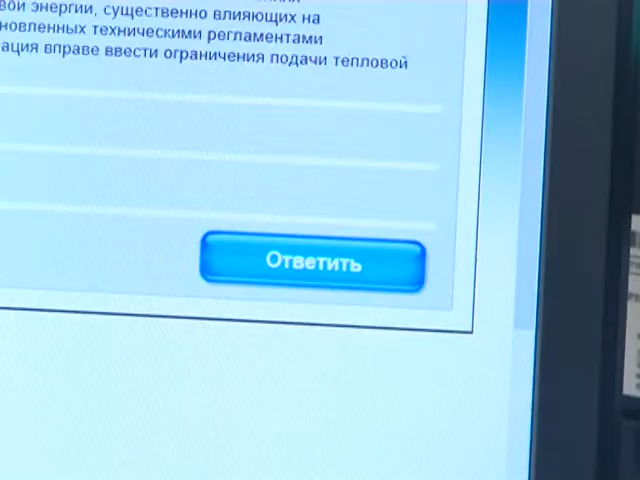 вой энергии, существенно влияющих на
новленных техническими регламентами
ация вправе ввести ограничения подачи тепловой
Ответить